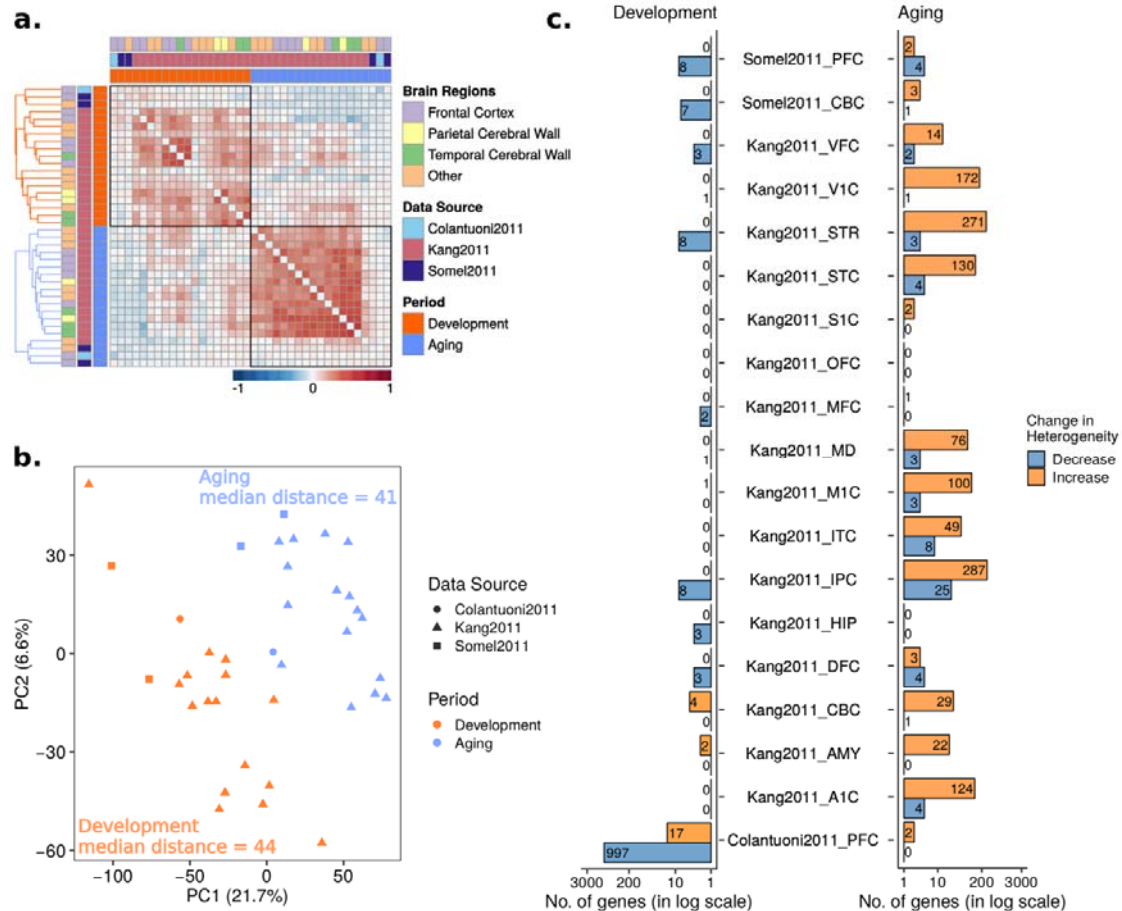 a.
Brain Regions
Frontal Cortex
Parietal Cerebral Wall
Temporal Cerebral Wall
Other
Data Source
Colantuoni2011
Kang2011
Somel2011
Period
Development
Aging
-1 0 1
b.
Aging
median distance = 41
Development
median distance = 44
PC2 (6.6%)
30
0
−30
−60
−100 −50 0 50
PC1 (21.7%)
Data Source
Colantuoni2011
Kang2011
Somel2011
Period
Development
Aging
c.
Development Aging
0 2
8 Somel2011_PFC 4
0 3
7 Somel2011_CBC 1
0 14
3 Kang2011_VFC 2
0 172
1 Kang2011_V1C 1
0 271
8 Kang2011_STR 3
0 130
0 Kang2011_STC 4
0 2
0 Kang2011_S1C 0
0 0
0 Kang2011_OFC 0
0 1
2 Kang2011_MFC 0
0 76
1 Kang2011_MD 3
1 100
0 Kang2011_M1C 3
0 49
0 Kang2011_ITC 8
0 287
8 Kang2011_IPC 25
0 0
3 Kang2011_HIP 0
0 3
3 Kang2011_DFC 4
4 29
0 Kang2011_CBC 1
2 22
0 Kang2011_AMY 0
0 124
0 Kang2011_A1C 4
17 2
997 Colantuoni2011_PFC 0
3000 200 10 1 1 10 200 3000
No. of genes (in log scale) No. of genes (in log scale)
Change in
Heterogeneity
Decrease
Increase